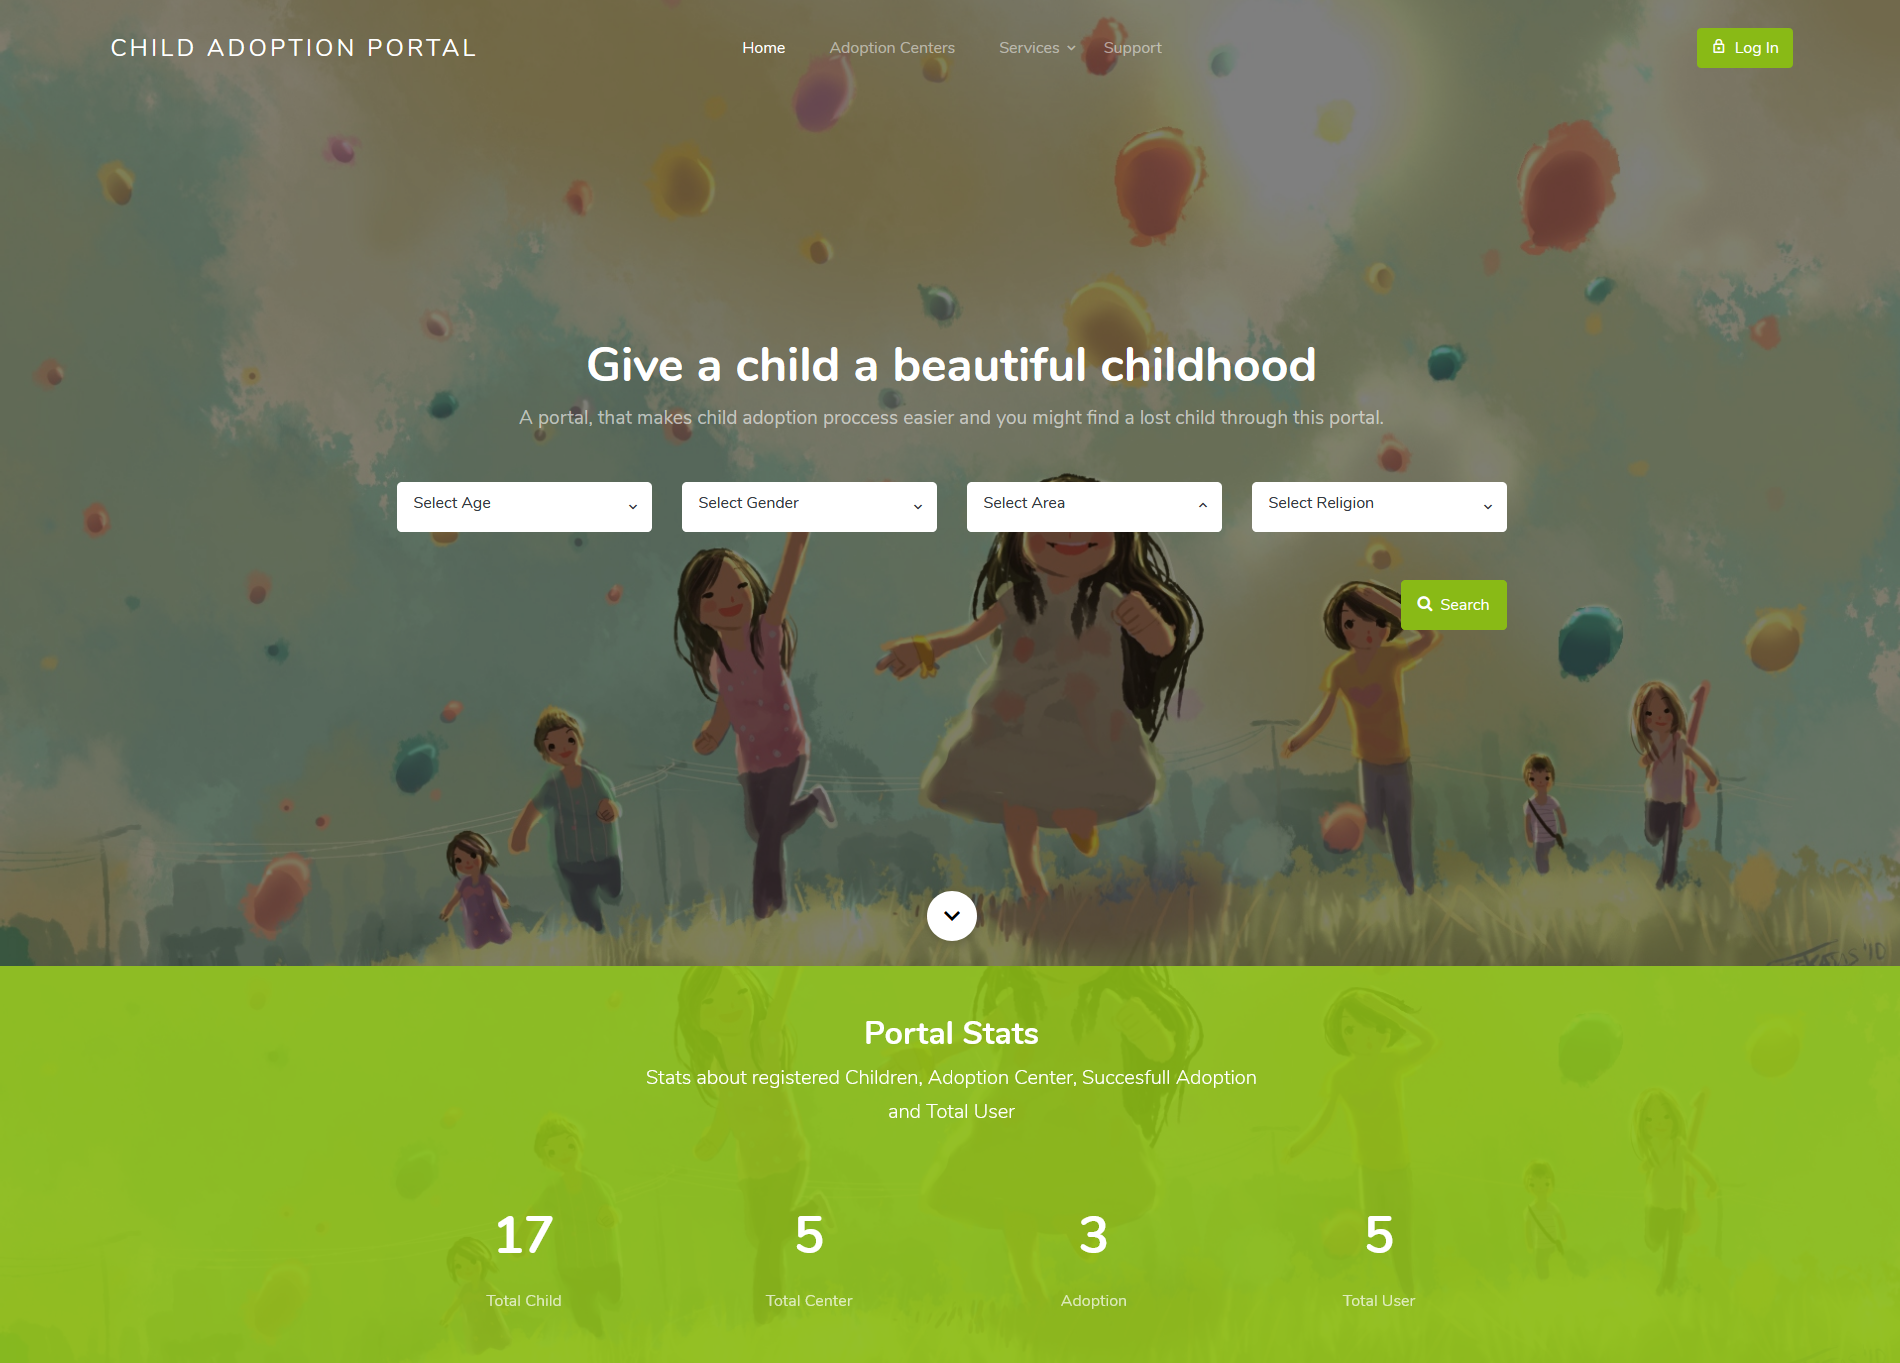 CHILD ADOPTION PORTAL
Home
Adoption Centers
Services
Support
Log In
Give a child a beautiful childhood
A portal, that makes child adoption proccess easier and you might find a lost child through this portal.
Select Age
Select Gender
Select Area
Select Religion
Search
Portal Stats
Stats about registered Children, Adoption Center, Succesfull Adoption
and Total User
17
5
3
5
Total Child
Total Center
Adoption
Total User